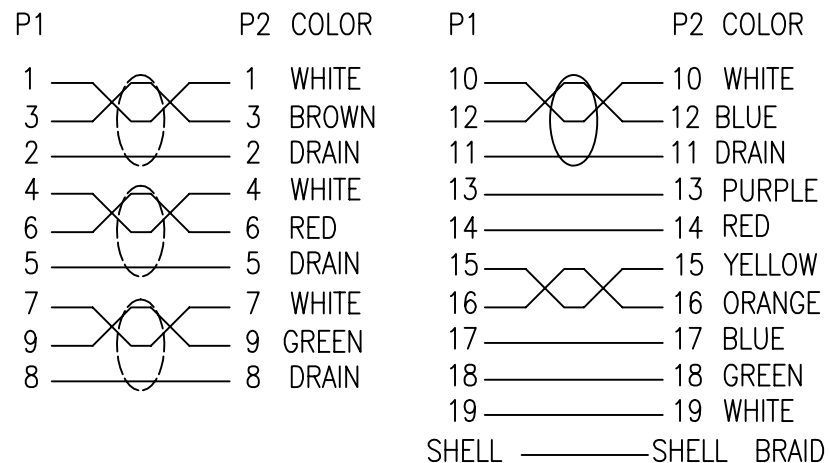 P1 P2 COLOR
1 1 WHITE
3 3 BROWN
2 2 DRAIN
4 4 WHITE
6 6 RED
5 5 DRAIN
7 7 WHITE
9 9 GREEN
8 8 DRAIN
P1 P2 COLOR
10 10 WHITE
12 12 BLUE
11 11 DRAIN
13 13 PURPLE
14 14 RED
15 15 YELLOW
16 16 ORANGE
17 17 BLUE
18 18 GREEN
19 19 WHITE
SHELL SHELL BRAID